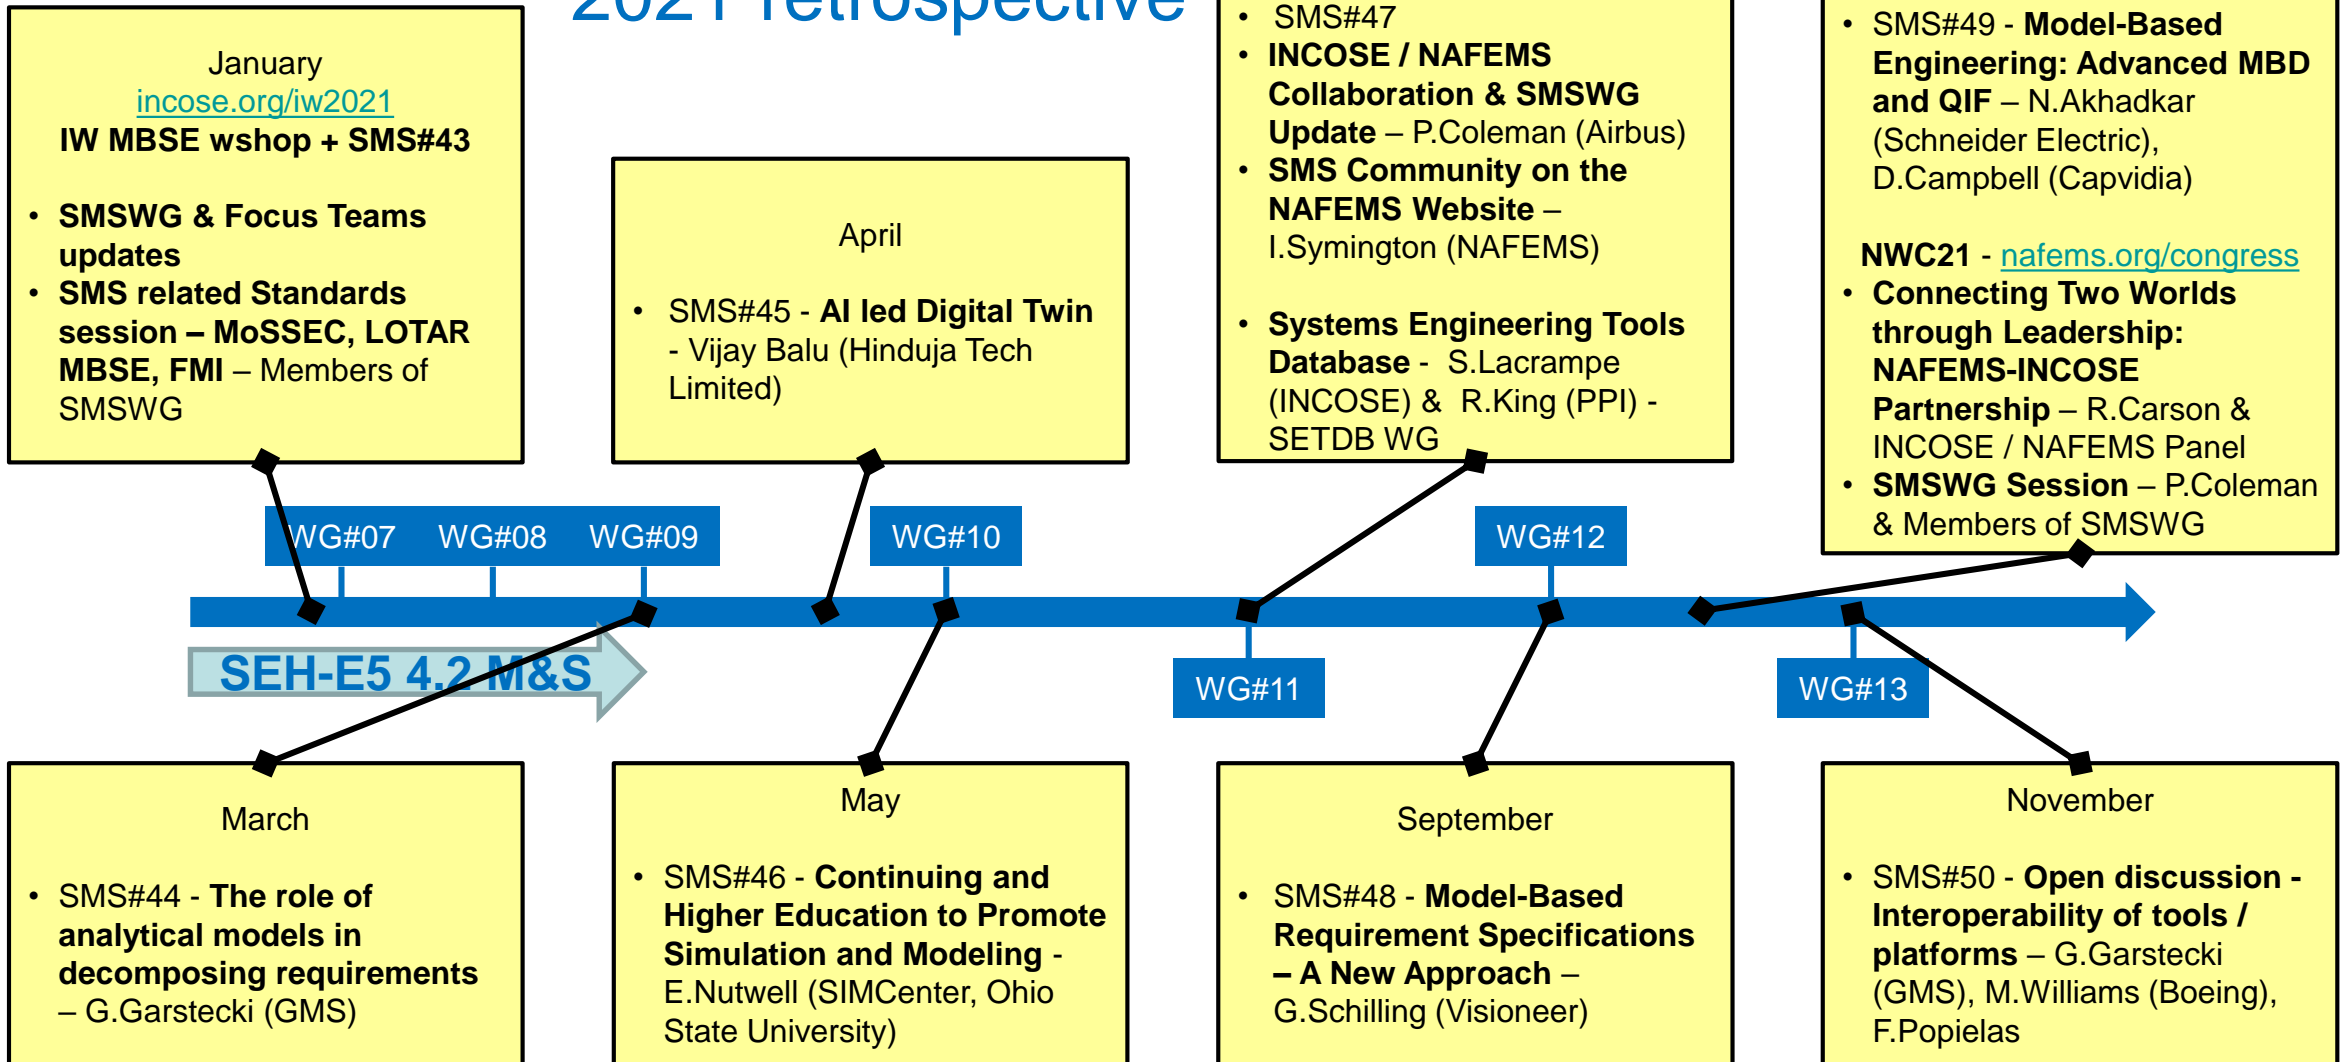 2021 retrospective
January
incose.org/iw2021
IW MBSE wshop + SMS#43
• SMSWG & Focus Teams
updates
• SMS related Standards
session – MoSSEC, LOTAR
MBSE, FMI – Members of
SMSWG
April
• SMS#45 - AI led Digital Twin
- Vijay Balu (Hinduja Tech
Limited)
• SMS#47
• INCOSE / NAFEMS
Collaboration & SMSWG
Update – P.Coleman (Airbus)
• SMS Community on the
NAFEMS Website –
I.Symington (NAFEMS)
• Systems Engineering Tools
Database - S.Lacrampe
(INCOSE) & R.King (PPI) -
SETDB WG
• SMS#49 - Model-Based
Engineering: Advanced MBD
and QIF – N.Akhadkar
(Schneider Electric),
D.Campbell (Capvidia)
NWC21 - nafems.org/congress
• Connecting Two Worlds
through Leadership:
NAFEMS-INCOSE
Partnership – R.Carson &
INCOSE / NAFEMS Panel
• SMSWG Session – P.Coleman
& Members of SMSWG
WG#07 WG#08 WG#09 WG#10 WG#12
SEH-E5 4.2 M&S
WG#11 WG#13
March
• SMS#44 - The role of
analytical models in
decomposing requirements
– G.Garstecki (GMS)
May
• SMS#46 - Continuing and
Higher Education to Promote
Simulation and Modeling -
E.Nutwell (SIMCenter, Ohio
State University)
September
• SMS#48 - Model-Based
Requirement Specifications
– A New Approach –
G.Schilling (Visioneer)
November
• SMS#50 - Open discussion -
Interoperability of tools /
platforms – G.Garstecki
(GMS), M.Williams (Boeing),
F.Popielas